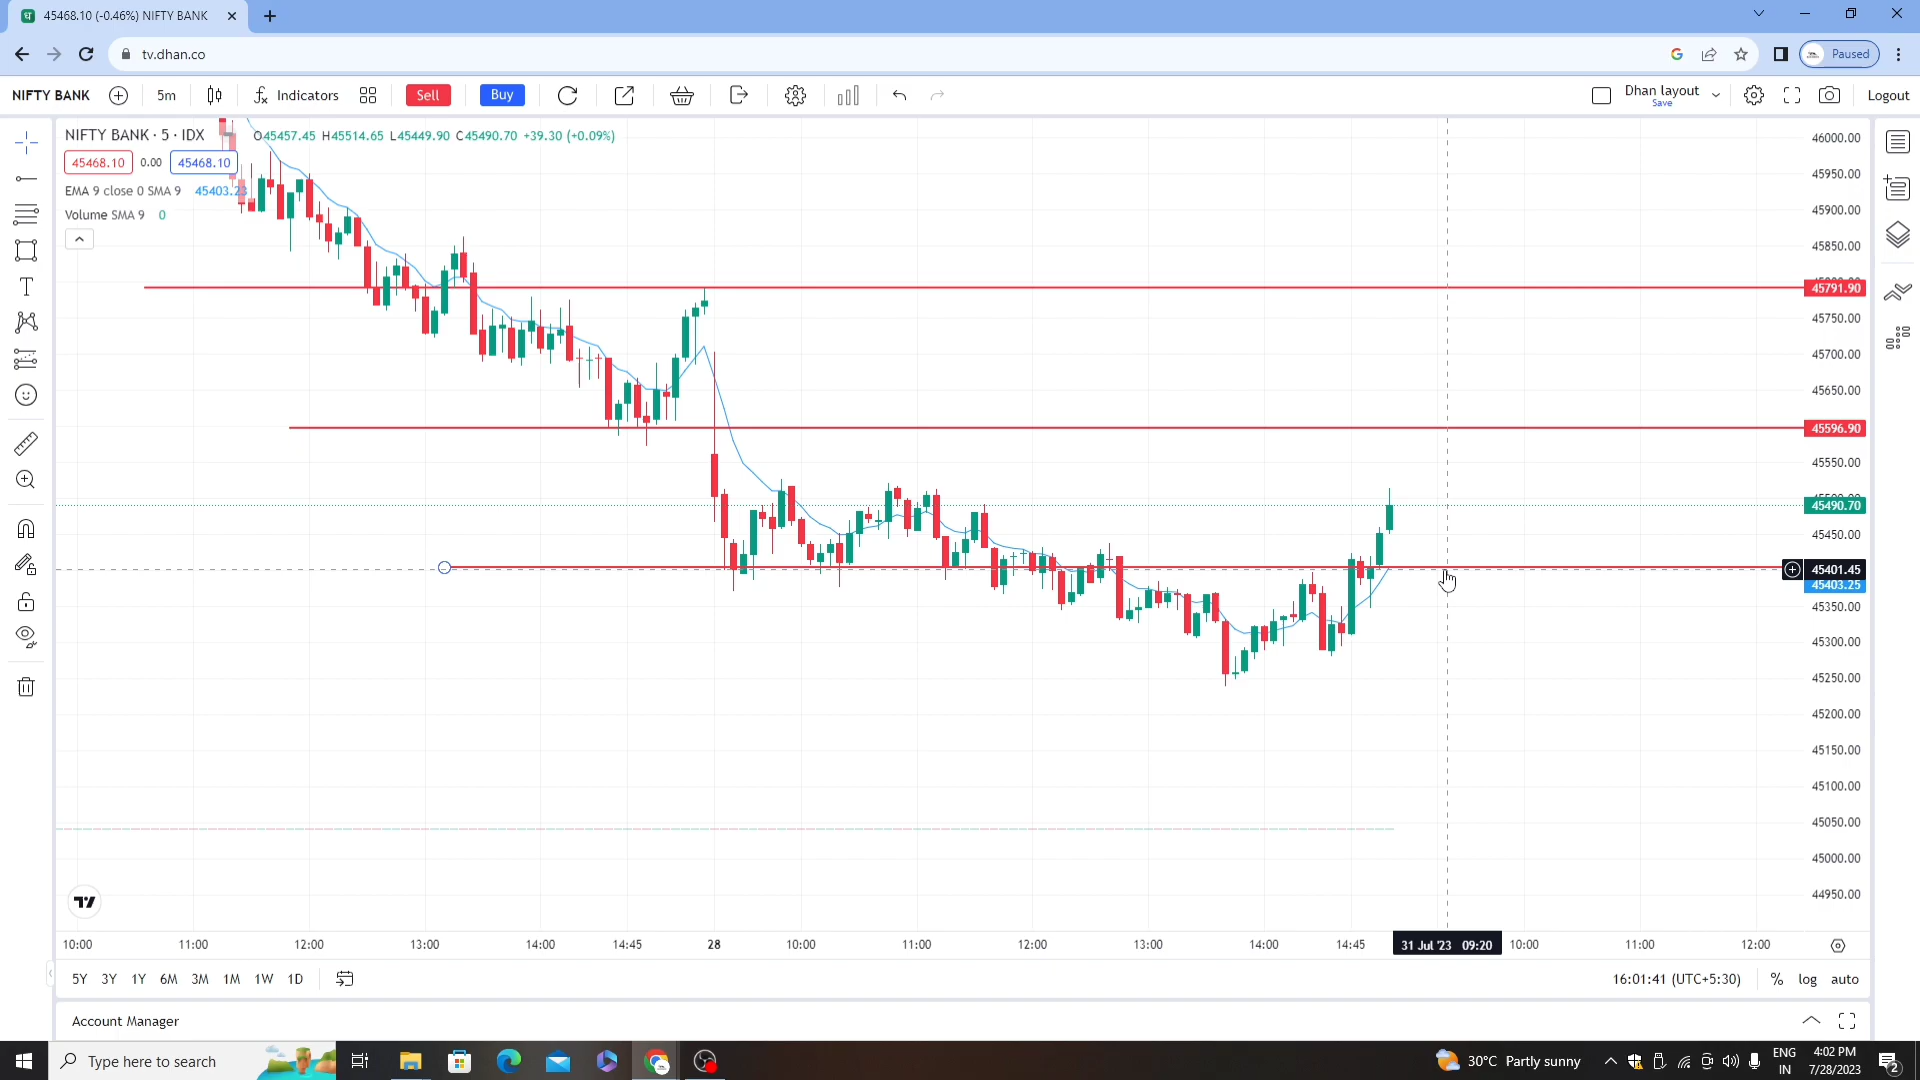 45468.10 (-0.46%) NIFTY BANK
tv.dhan.co
Paused
NIFTY BANK
5m
Indicators
Sell
Buy
Dhan layout
Save
Logout
NIFTY BANK · 5 · IDX O45457.45 H45514.65 L45449.90 C45490.70 +39.30 (+0.09%)
45468.10 0.00 45468.10
EMA 9 close 0 SMA 9 45403.23
Volume SMA 9 0
46000.00
45950.00
45900.00
45850.00
45791.90
45750.00
45700.00
45650.00
45596.90
45550.00
45490.70
45450.00
45401.45
45403.25
45350.00
45300.00
45250.00
45200.00
45150.00
45100.00
45050.00
45000.00
44950.00
10:00 11:00 12:00 13:00 14:00 14:45 28 10:00 11:00 12:00 13:00 14:00 14:45 31 Jul '23 09:20 10:00 11:00 12:00
5Y 3Y 1Y 6M 3M 1M 1W 1D 16:01:41 (UTC+5:30) % log auto
Account Manager
Type here to search
30°C Partly sunny
ENG
IN
4:02 PM
7/28/2023
2